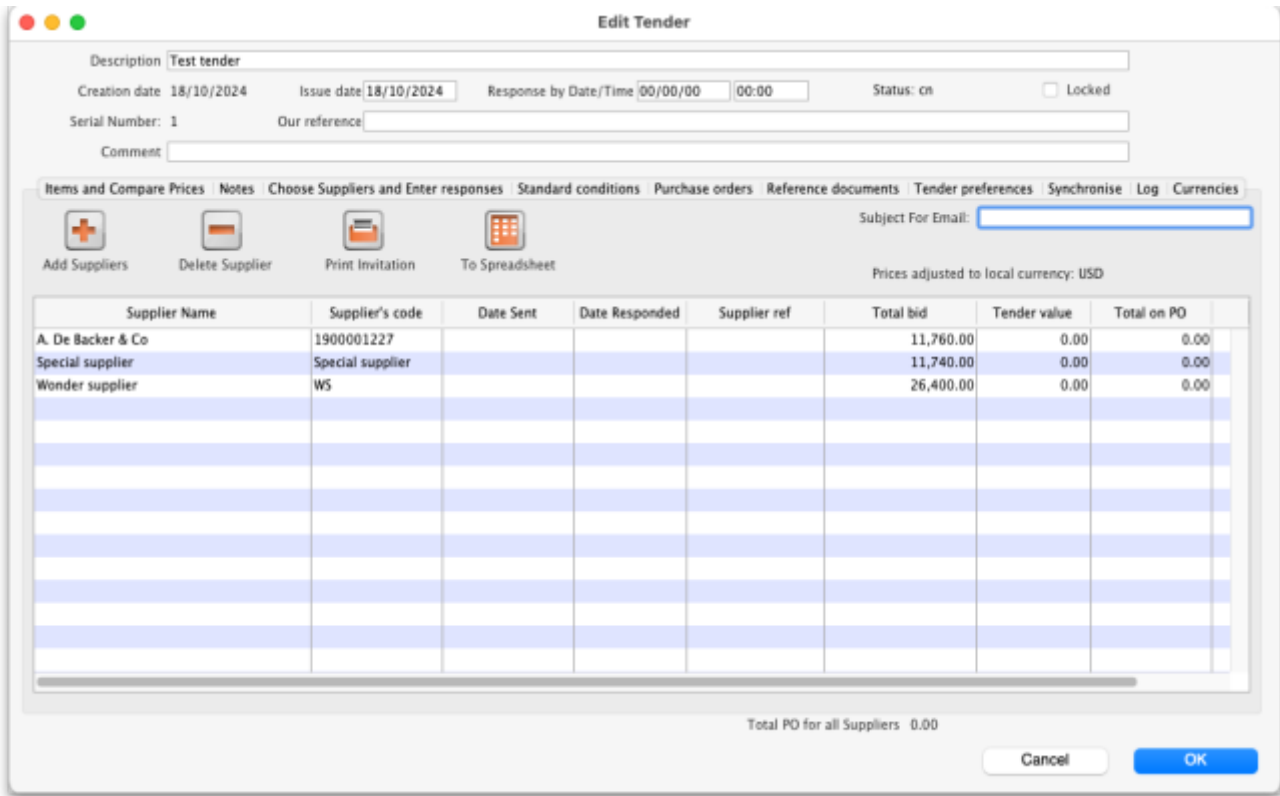 Edit Tender
Description Test tender
Creation date 18/10/2024 Issue date 18/10/2024 Response by Date/Time 00/00/00 00:00 Status: cn Locked
Serial Number: 1 Our reference
Comment
Items and Compare Prices Notes Choose Suppliers and Enter responses Standard conditions Purchase orders Reference documents Tender preferences Synchronise Log Currencies
Subject For Email:
Add Suppliers Delete Supplier Print Invitation To Spreadsheet
Prices adjusted to local currency: USD
Supplier Name Supplier's code Date Sent Date Responded Supplier ref Total bid Tender value Total on PO
A. De Backer & Co 1900001227 11,760.00 0.00 0.00
Special supplier Special supplier 11,740.00 0.00 0.00
Wonder supplier WS 26,400.00 0.00 0.00
Total PO for all Suppliers 0.00
Cancel OK